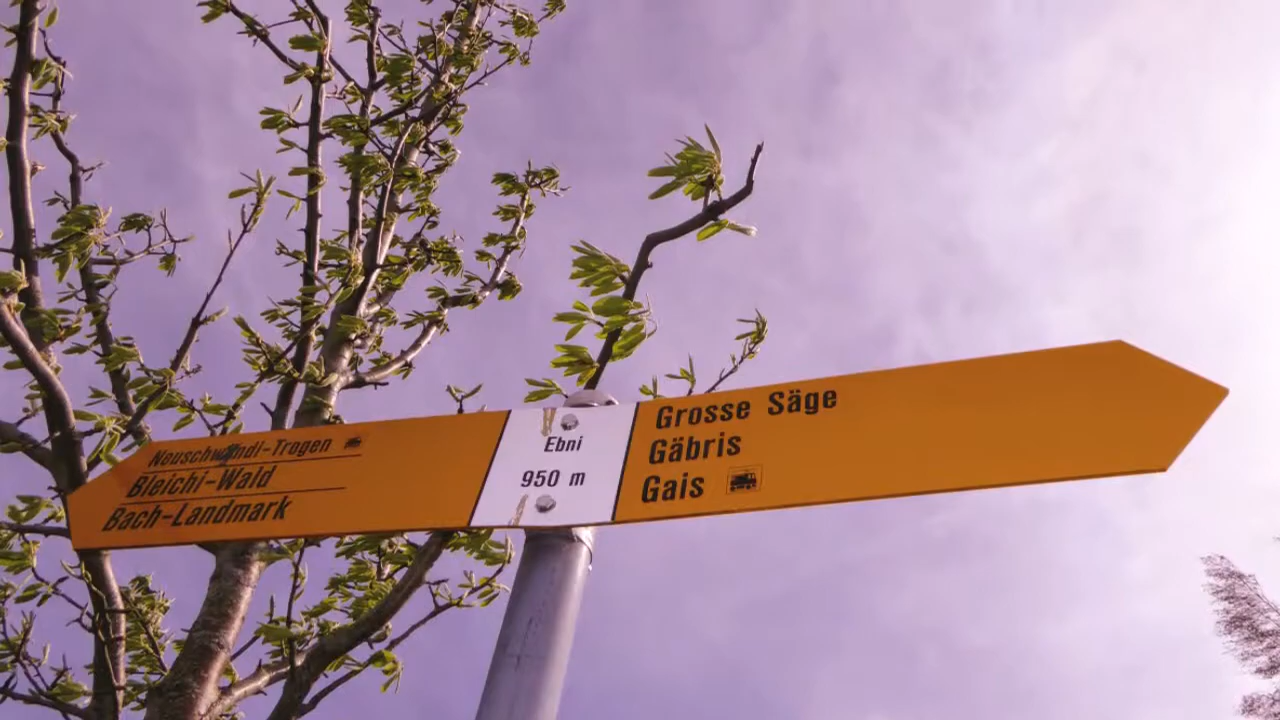 Neuschwendi-Trogen
Bleichi-Wald
Bach-Landmark
Ebni
950 m
Grosse Säge
Gäbris
Gais